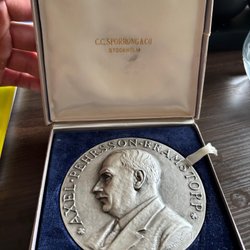 C.C. SPORRONG & CO
STOCKHOLM
AXEL PEHRSSON-BRAMSTORP